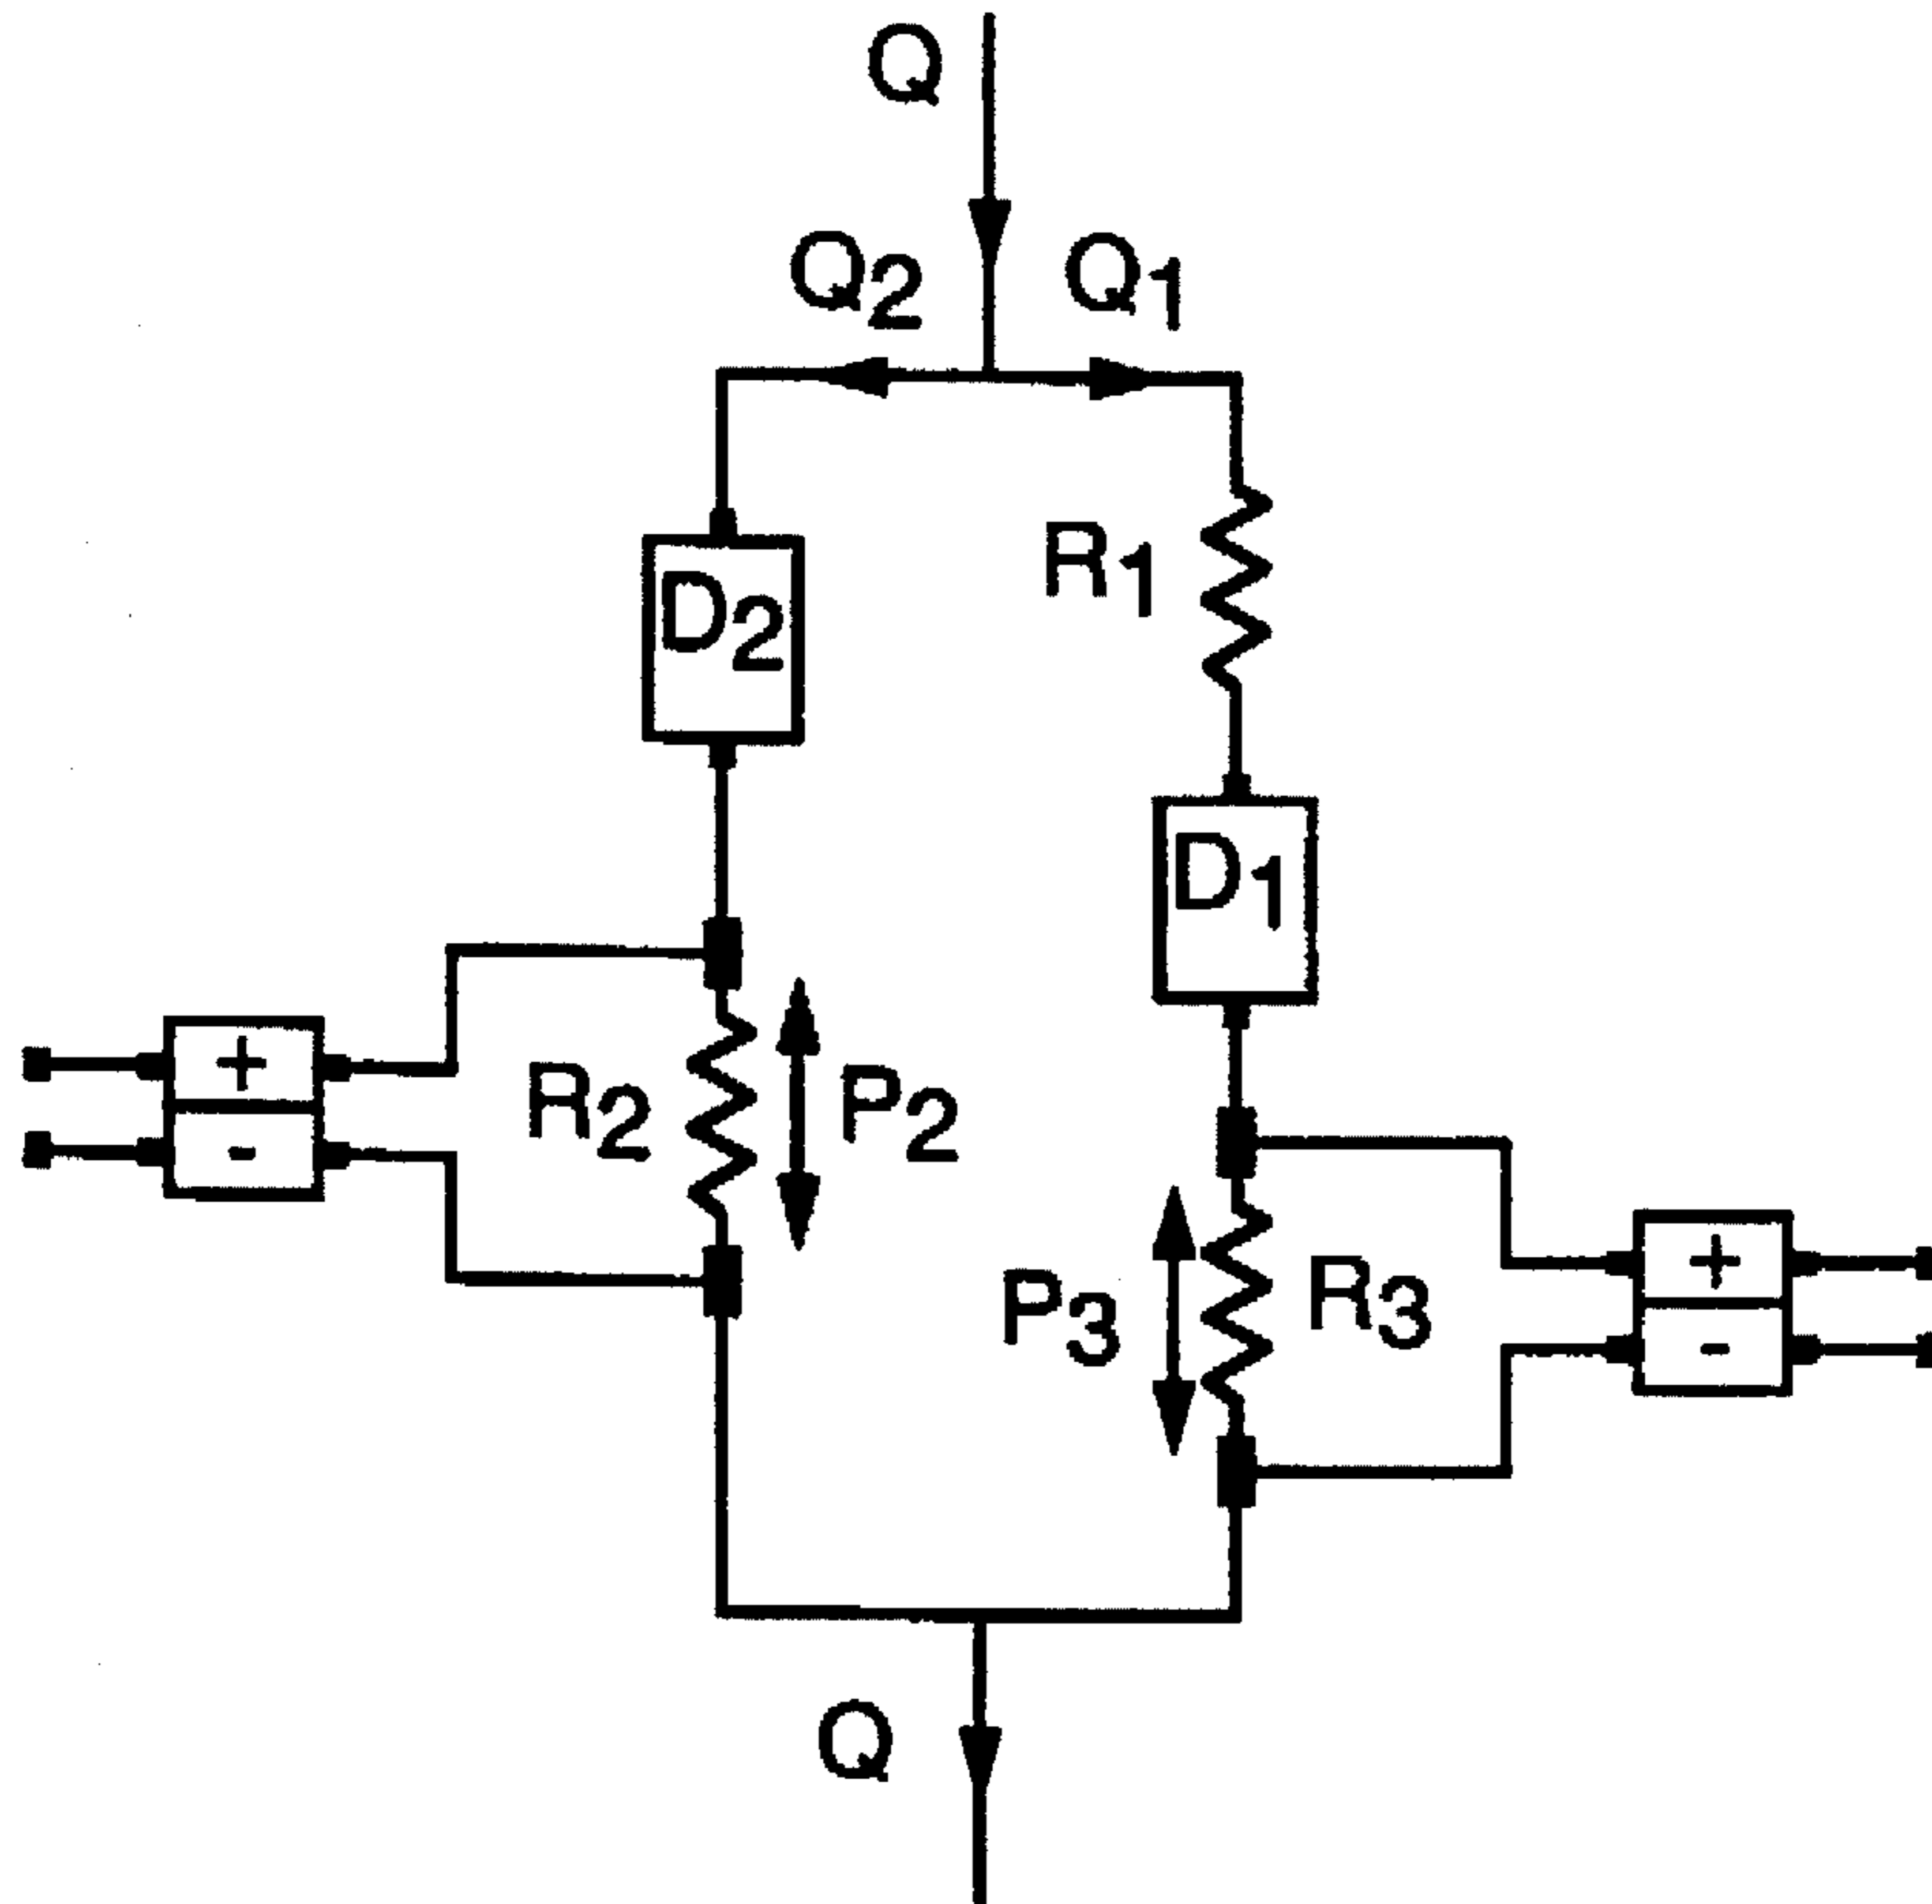 Q
Q2 Q1
R1
D2
D1
+
R2 P2
-
+
P3 R3
-
Q